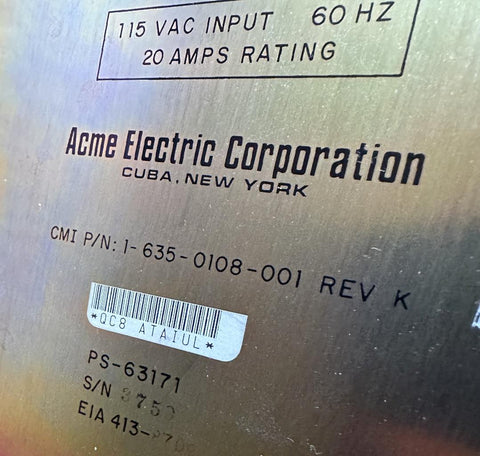 115 VAC INPUT 60 HZ
20 AMPS RATING
Acme Electric Corporation
CUBA, NEW YORK
CMI P/N: 1-635-0108-001 REV K
*QC8 ATAIUL*
PS-63171
S/N
EIA 413-